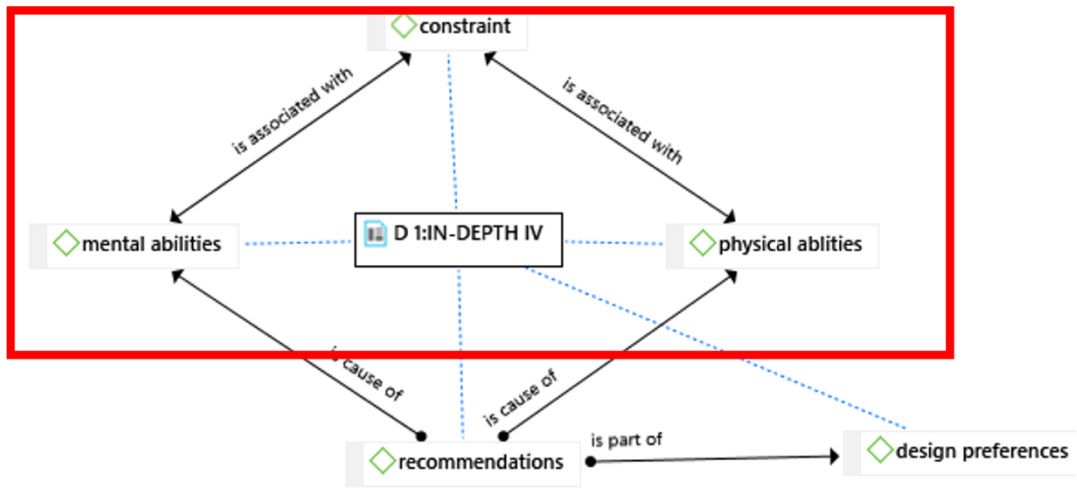 constraint
is associated with
is associated with
mental abilities
D 1:IN-DEPTH IV
physical ablities
is cause of
is cause of
is part of
recommendations
design preferences